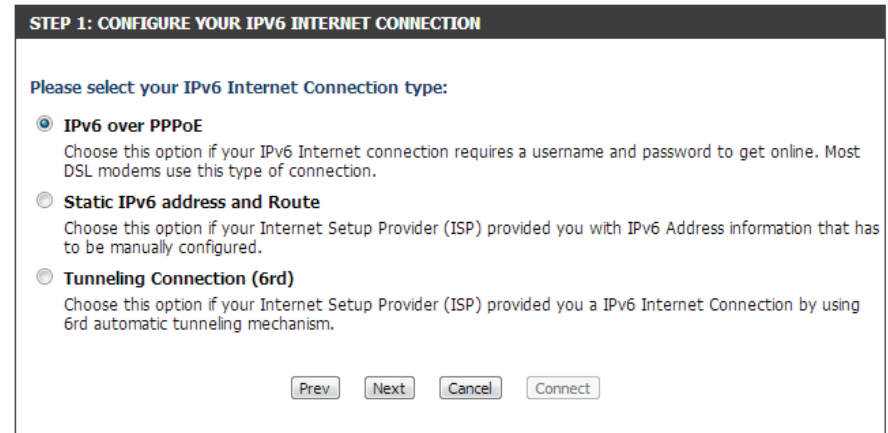 STEP 1: CONFIGURE YOUR IPV6 INTERNET CONNECTION
Please select your IPv6 Internet Connection type:
IPv6 over PPPoE
Choose this option if your IPv6 Internet connection requires a username and password to get online. Most
DSL modems use this type of connection.
Static IPv6 address and Route
Choose this option if your Internet Setup Provider (ISP) provided you with IPv6 Address information that has
to be manually configured.
Tunneling Connection (6rd)
Choose this option if your Internet Setup Provider (ISP) provided you a IPv6 Internet Connection by using
6rd automatic tunneling mechanism.
Prev Next Cancel Connect